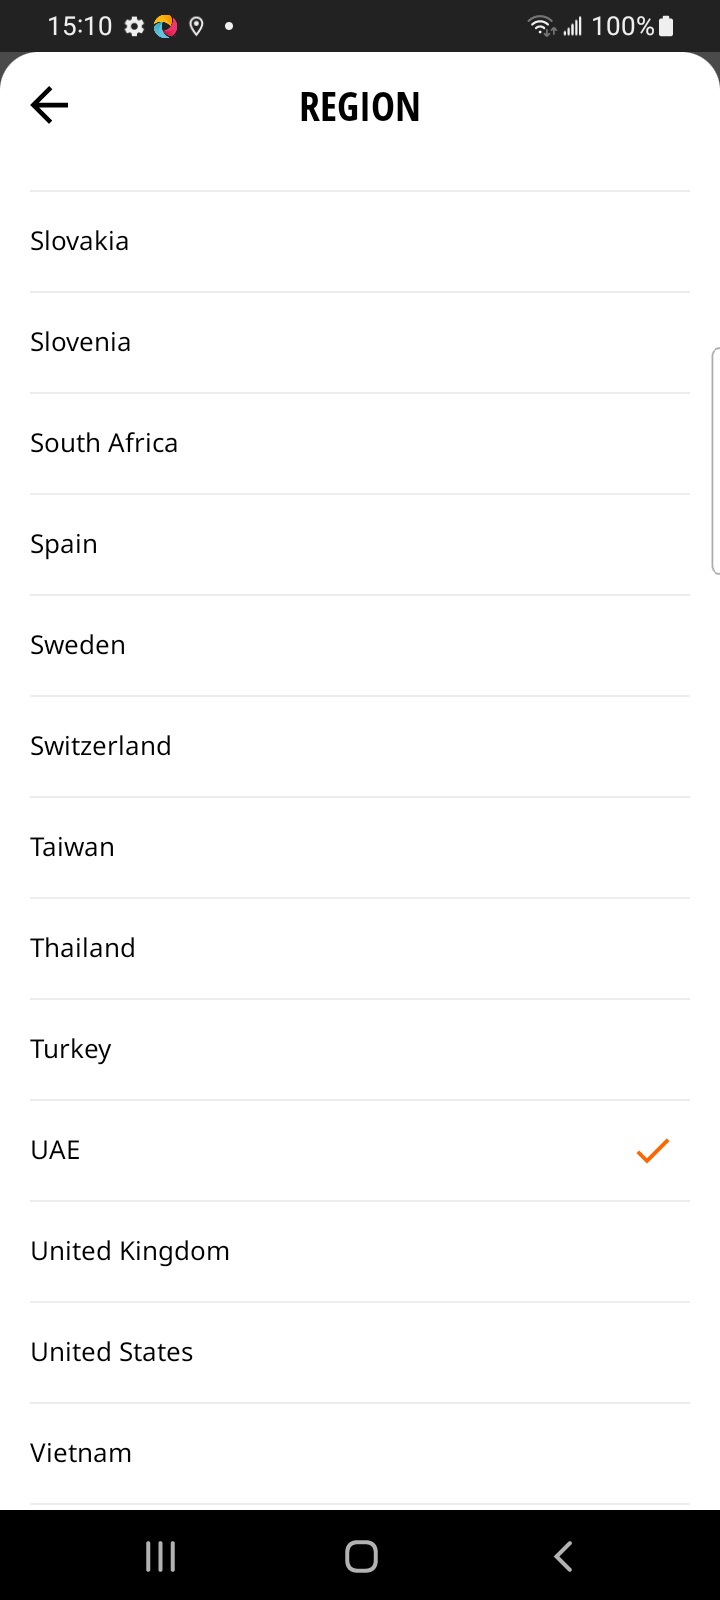 15:10 100%
REGION
Slovakia
Slovenia
South Africa
Spain
Sweden
Switzerland
Taiwan
Thailand
Turkey
UAE
United Kingdom
United States
Vietnam